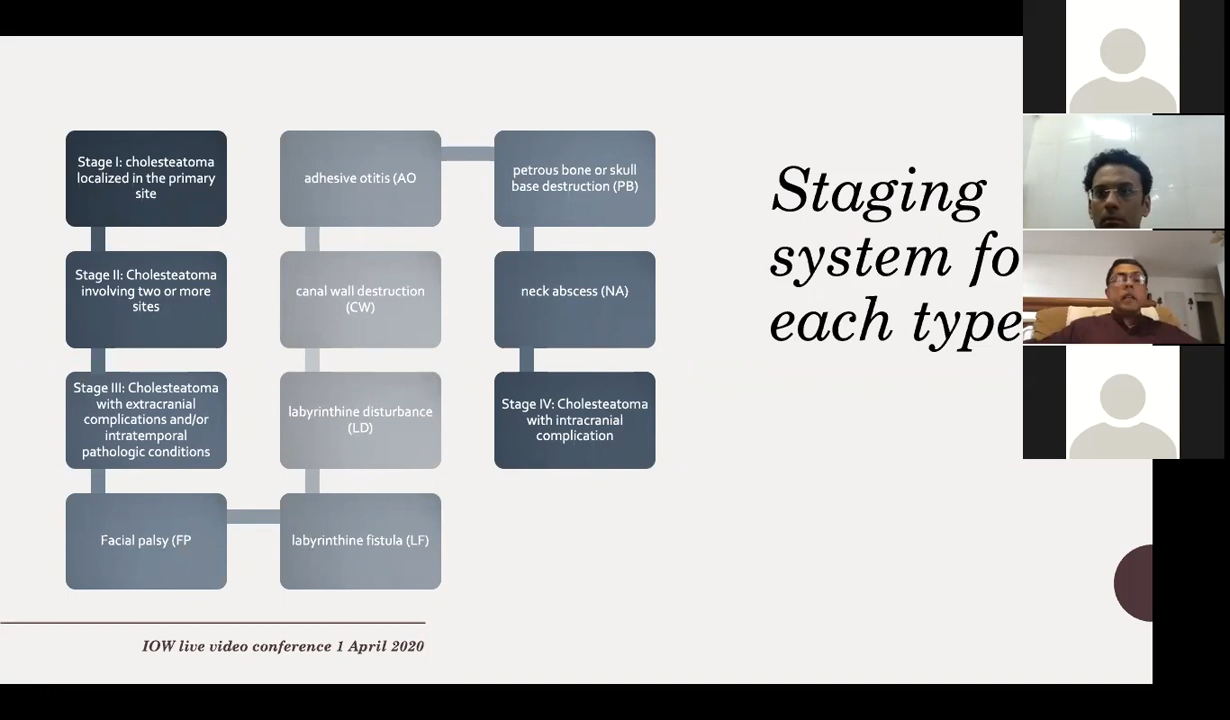 Stage I: cholesteatoma
localized in the primary
site
Stage II: Cholesteatoma
involving two or more
sites
Stage III: Cholesteatoma
with extracranial
complications and/or
intratemporal
pathologic conditions
Facial palsy (FP
labyrinthine fistula (LF)
labyrinthine disturbance
(LD)
canal wall destruction
(CW)
adhesive otitis (AO
petrous bone or skull
base destruction (PB)
neck abscess (NA)
Stage IV: Cholesteatoma
with intracranial
complication
Staging
system fo
each type
IOW live video conference 1 April 2020